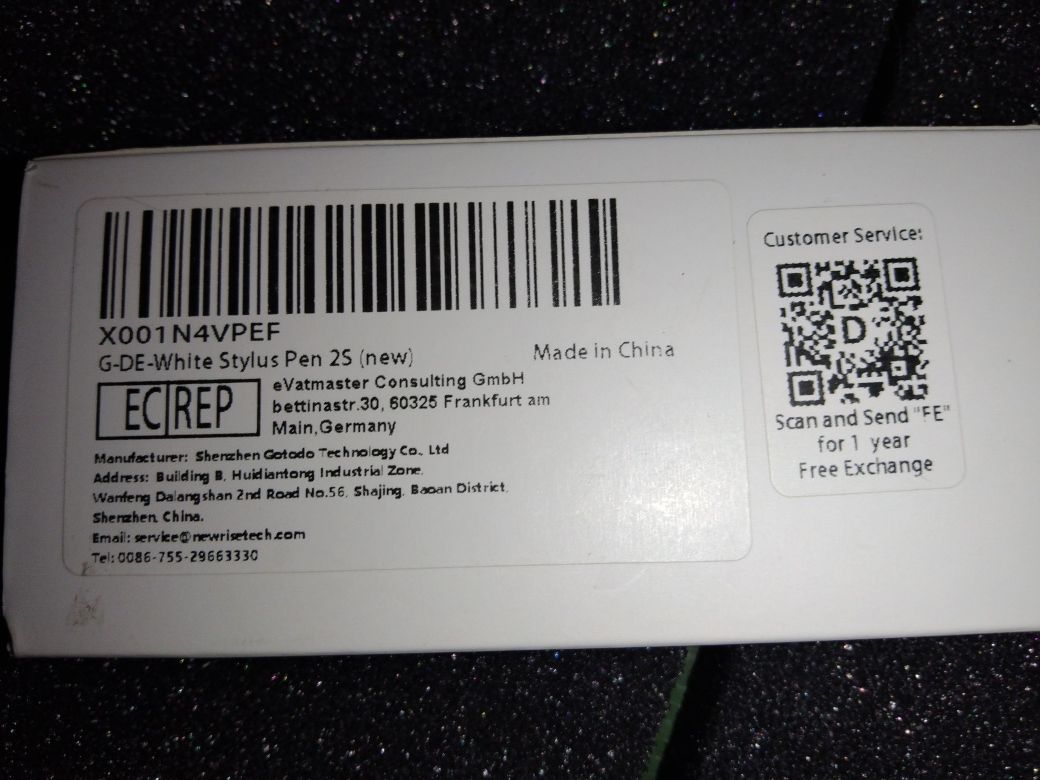 X001N4VPEF
G-DE-White Stylus Pen 2S (new)
Made in China
EC REP
eVatmaster Consulting GmbH
bettinastr.30, 60325 Frankfurt am
Main,Germany
Manufacturer: Shenzhen Gotodo Technology Co., Ltd
Address: Building B, Huidiantong Industrial Zone,
Wanfeng Dalangshan 2nd Road No.56, Shajing, Baoan District,
Shenzhen, China.
Email: service@newrisetech.com
Tel: 0086-755-29663330
Customer Service:
D
Scan and Send "FE"
for 1 year
Free Exchange